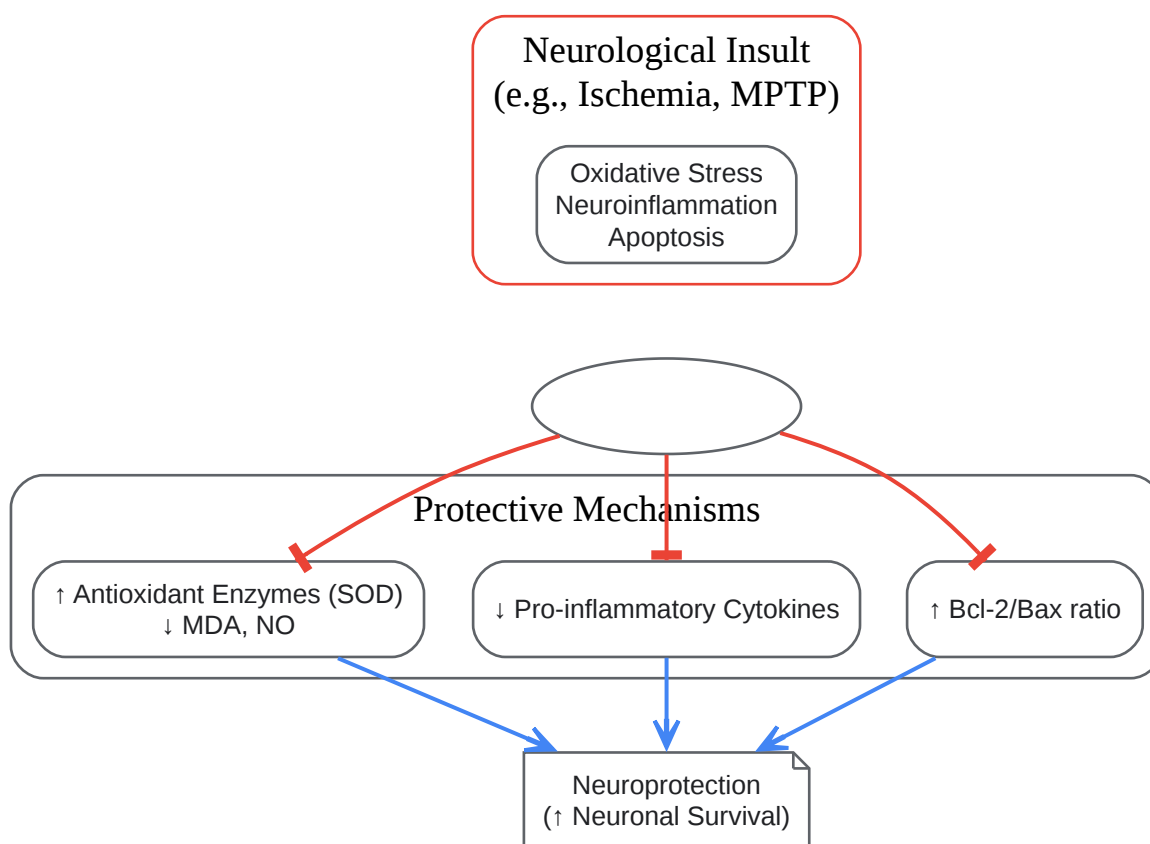 Neurological Insult
(e.g., Ischemia, MPTP)
Oxidative Stress
Neuroinflammation
Apoptosis
Protective Mechanisms
↑ Antioxidant Enzymes (SOD)
↓ MDA, NO
↓ Pro-inflammatory Cytokines
↑ Bcl-2/Bax ratio
Neuroprotection
(↑ Neuronal Survival)